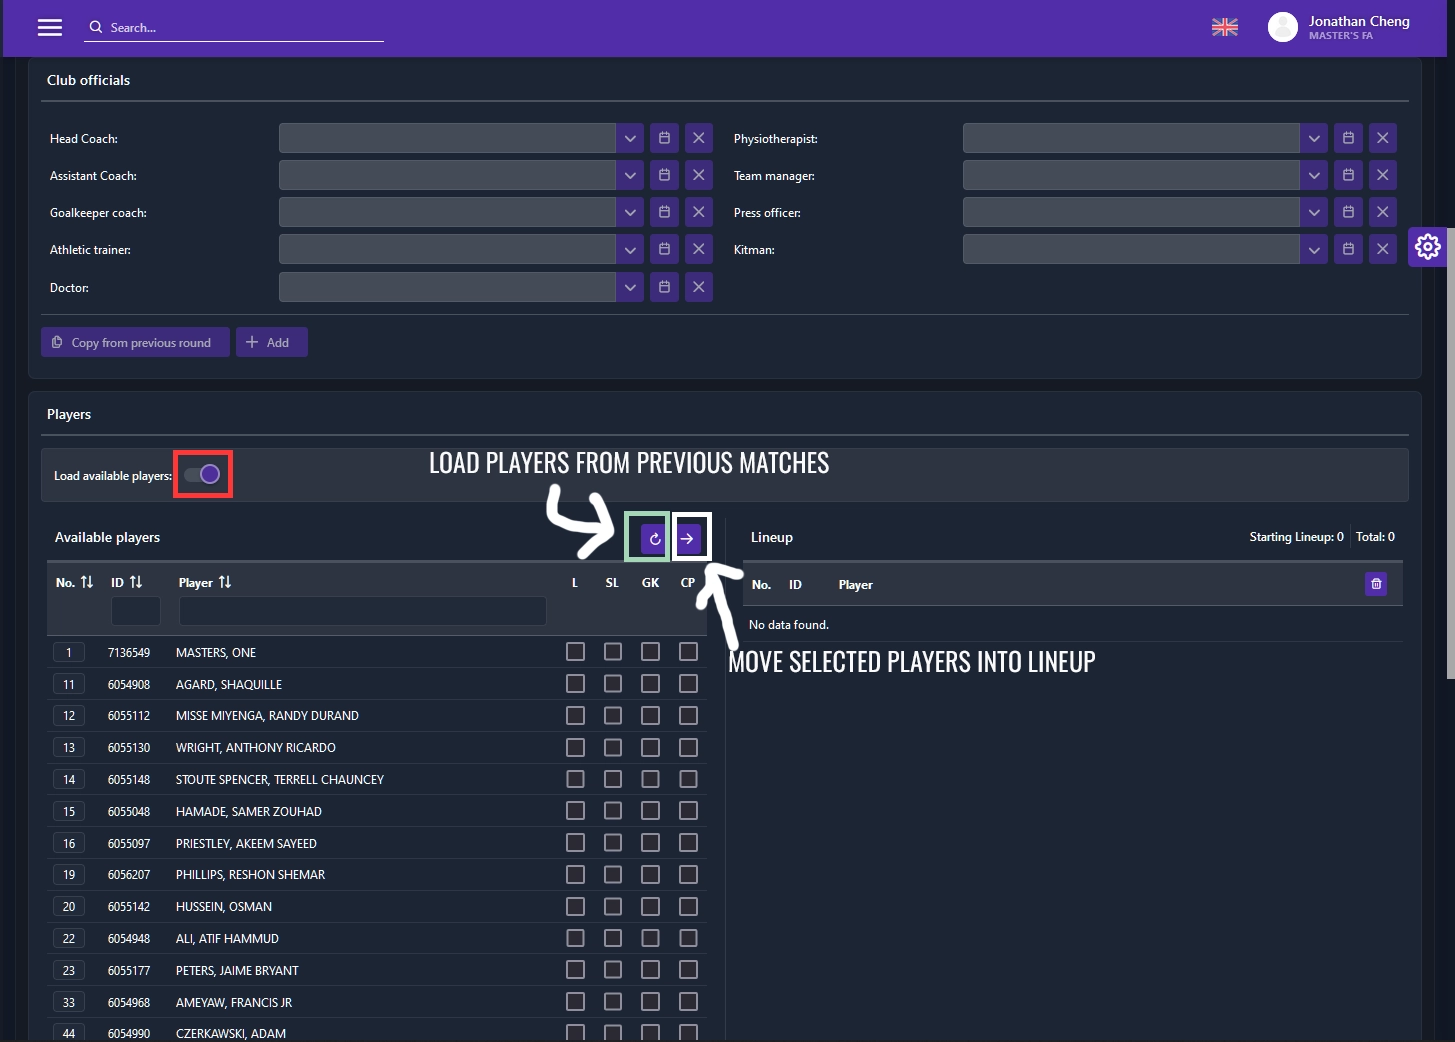 Search...
Jonathan Cheng
MASTER'S FA
Club officials
Head Coach:
Physiotherapist:
Assistant Coach:
Team manager:
Goalkeeper coach:
Press officer:
Athletic trainer:
Kitman:
Doctor:
Copy from previous round
Add
Players
Load available players:
LOAD PLAYERS FROM PREVIOUS MATCHES
Available players
Lineup
Starting Lineup: 0
Total: 0
No. ID Player L SL GK CP
No. ID Player
No data found.
MOVE SELECTED PLAYERS INTO LINEUP
1 7136549 MASTERS, ONE
11 6054908 AGARD, SHAQUILLE
12 6055112 MISSE MIYENGA, RANDY DURAND
13 6055130 WRIGHT, ANTHONY RICARDO
14 6055148 STOUTE SPENCER, TERRELL CHAUNCEY
15 6055048 HAMADE, SAMER ZOUHAD
16 6055097 PRIESTLEY, AKEEM SAYEED
19 6056207 PHILLIPS, RESHON SHEMAR
20 6055142 HUSSEIN, OSMAN
22 6054948 ALI, ATIF HAMMUD
23 6055177 PETERS, JAIME BRYANT
33 6054968 AMEYAW, FRANCIS JR
44 6054990 CZERKAWSKI, ADAM